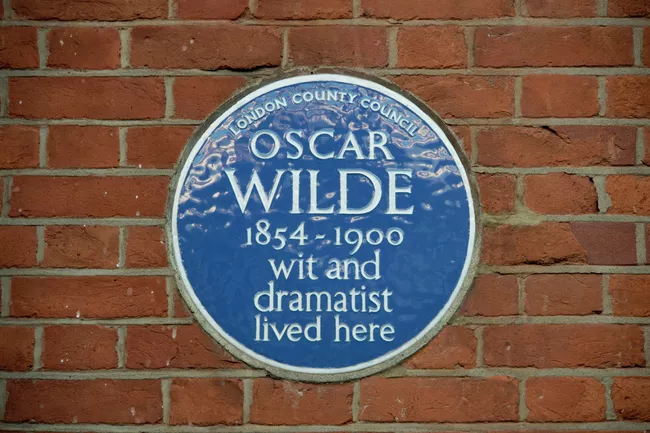 LONDON COUNTY COUNCIL
OSCAR
WILDE
1854-1900
wit and
dramatist
lived here